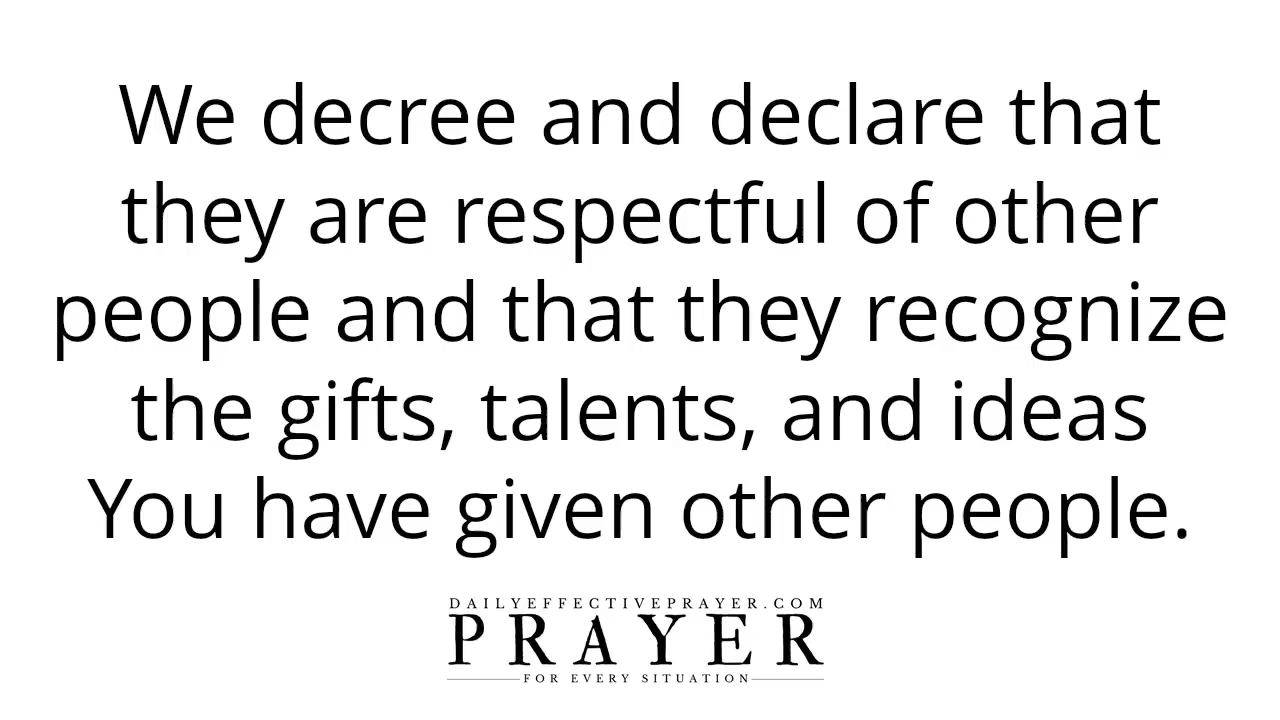 We decree and declare that
they are respectful of other
people and that they recognize
the gifts, talents, and ideas
You have given other people.
DAILYEFFECTIVEPRAYER.COM
PRAYER
FOR EVERY SITUATION